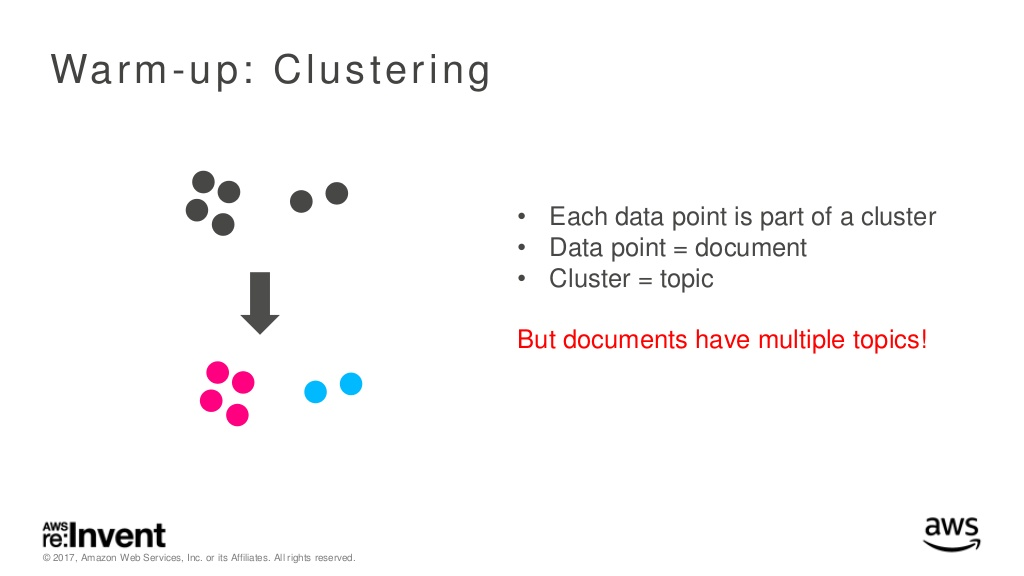 Warm-up: Clustering
• Each data point is part of a cluster
• Data point = document
• Cluster = topic
But documents have multiple topics!
AWS
re:Invent
© 2017, Amazon Web Services, Inc. or its Affiliates. All rights reserved.
aws